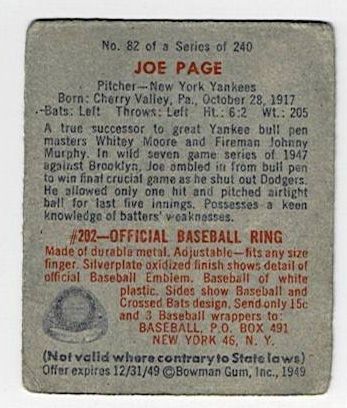 No. 82 of a Series of 240
JOE PAGE
Pitcher—New York Yankees
Born: Cherry Valley, Pa., October 28, 1917
Bats: Left Throws: Left Ht.: 6:2 Wt.: 205
A true successor to great Yankee bull pen
masters Whitey Moore and Fireman Johnny
Murphy. In wild seven game series of 1947
against Brooklyn, Joe ambled in from bull pen
to win final crucial game as he shut out Dodgers.
He allowed only one hit and pitched airtight
ball for last five innings. Possesses a keen
knowledge of batters' weaknesses.
#202—OFFICIAL BASEBALL RING
Made of durable metal. Adjustable—fits any size
finger. Silverplate oxidized finish shows detail of
official Baseball Emblem. Baseball of white
plastic. Sides show Baseball and
Crossed Bats design. Send only 15c
and 3 Baseball wrappers to:
BASEBALL, P.O. BOX 491
NEW YORK 46, N. Y.
(Not valid where contrary to State laws)
Offer expires 12/31/49 ©Bowman Gum, Inc., 1949